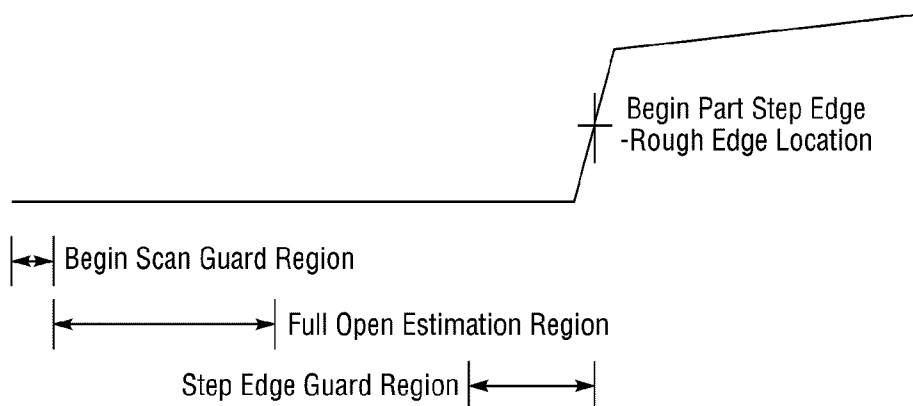 Begin Part Step Edge
-Rough Edge Location
Begin Scan Guard Region
Full Open Estimation Region
Step Edge Guard Region